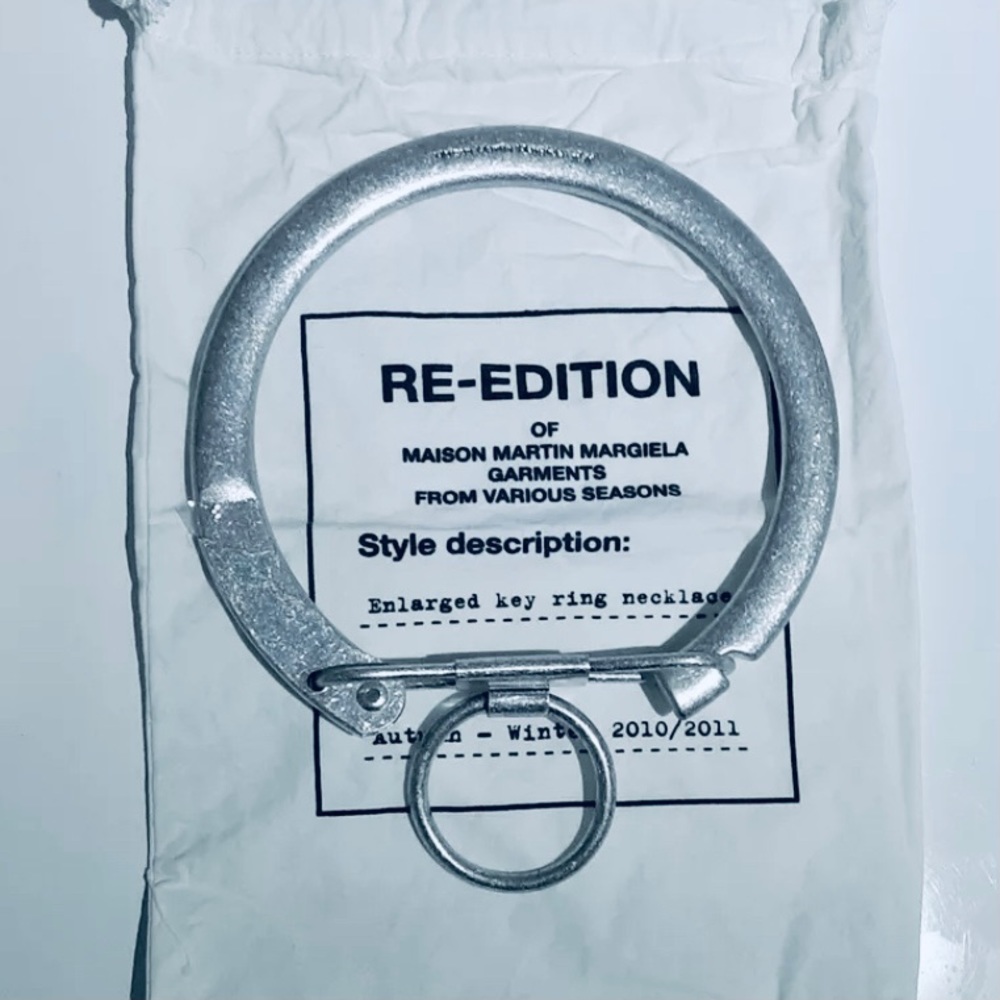 RE-EDITION
OF
MAISON MARTIN MARGIELA
GARMENTS
FROM VARIOUS SEASONS
Style description:
Enlarged key ring necklace
- 2010/2011